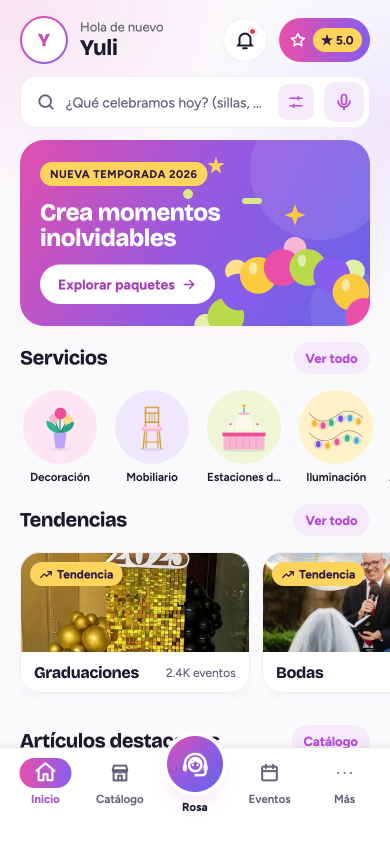 Y
Hola de nuevo
Yuli
★ 5.0
¿Qué celebramos hoy? (sillas, ...
NUEVA TEMPORADA 2026
Crea momentos
inolvidables
Explorar paquetes →
Servicios
Ver todo
Decoración
Mobiliario
Estaciones d...
Iluminación
Tendencias
Ver todo
2025
Tendencia
Tendencia
Graduaciones
2.4K eventos
Bodas
Artículos destacados
Catálogo
Inicio
Catálogo
Rosa
Eventos
Más